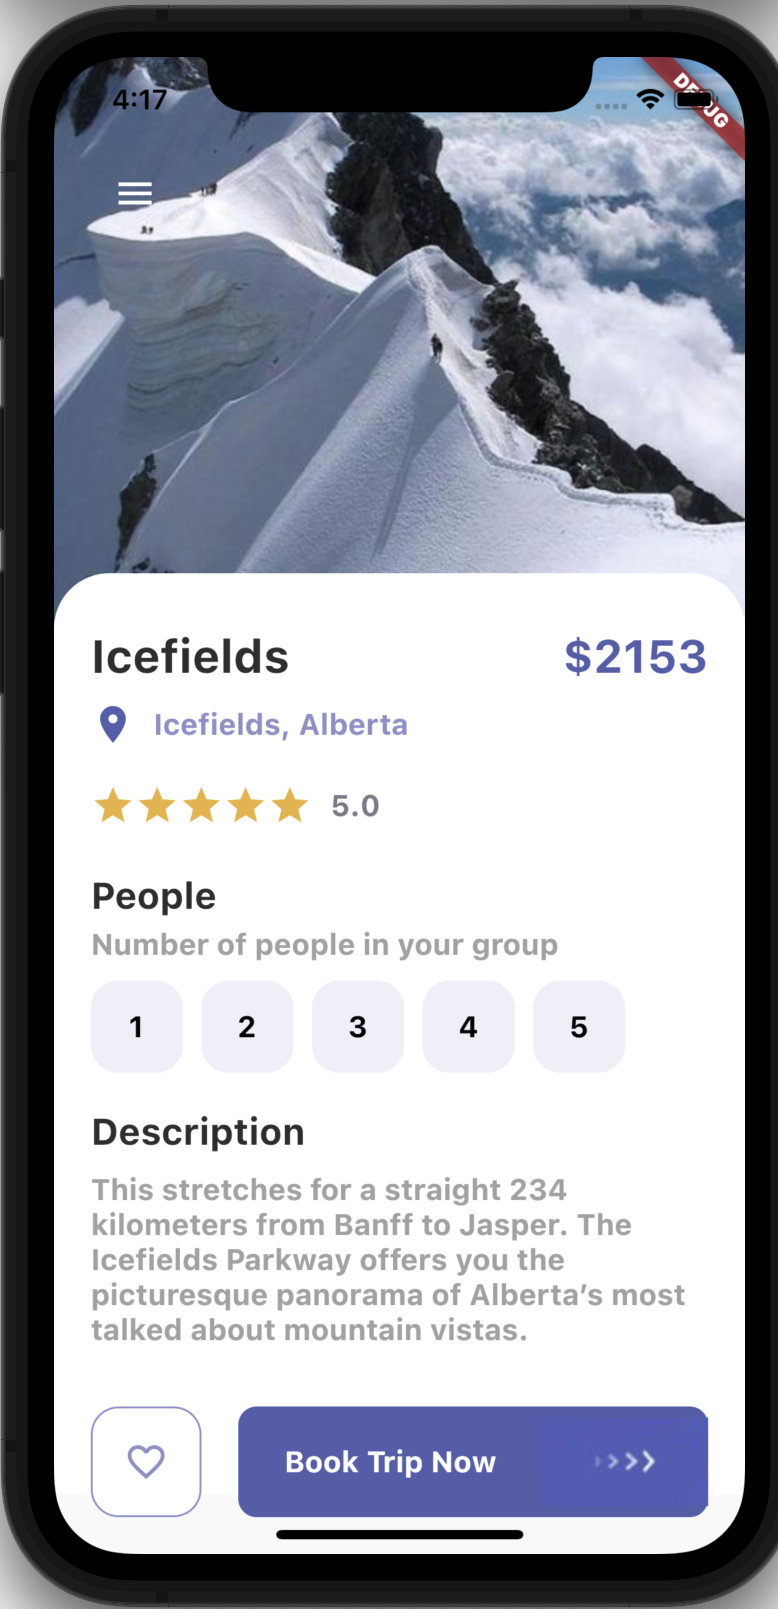 4:17
DEBUG
Icefields
$2153
Icefields, Alberta
5.0
People
Number of people in your group
1 2 3 4 5
Description
This stretches for a straight 234
kilometers from Banff to Jasper. The
Icefields Parkway offers you the
picturesque panorama of Alberta’s most
talked about mountain vistas.
Book Trip Now